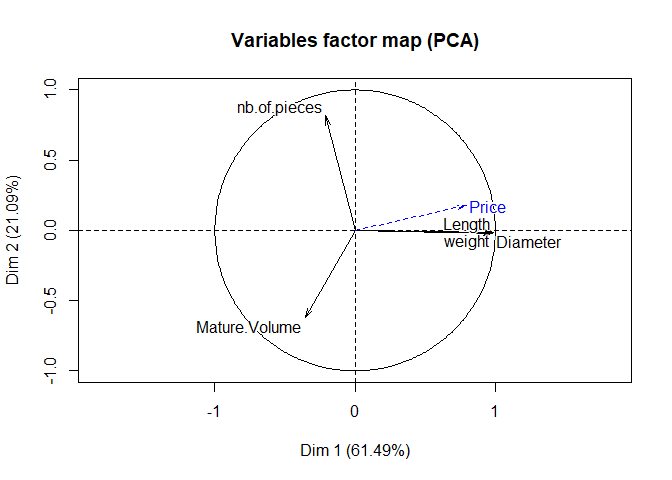 Variables factor map (PCA)
Dim 2 (21.09%)
1.0
0.5
0.0
-0.5
-1.0
nb.of.pieces
Price
Length
weight
Diameter
Mature.Volume
-1
0
1
Dim 1 (61.49%)